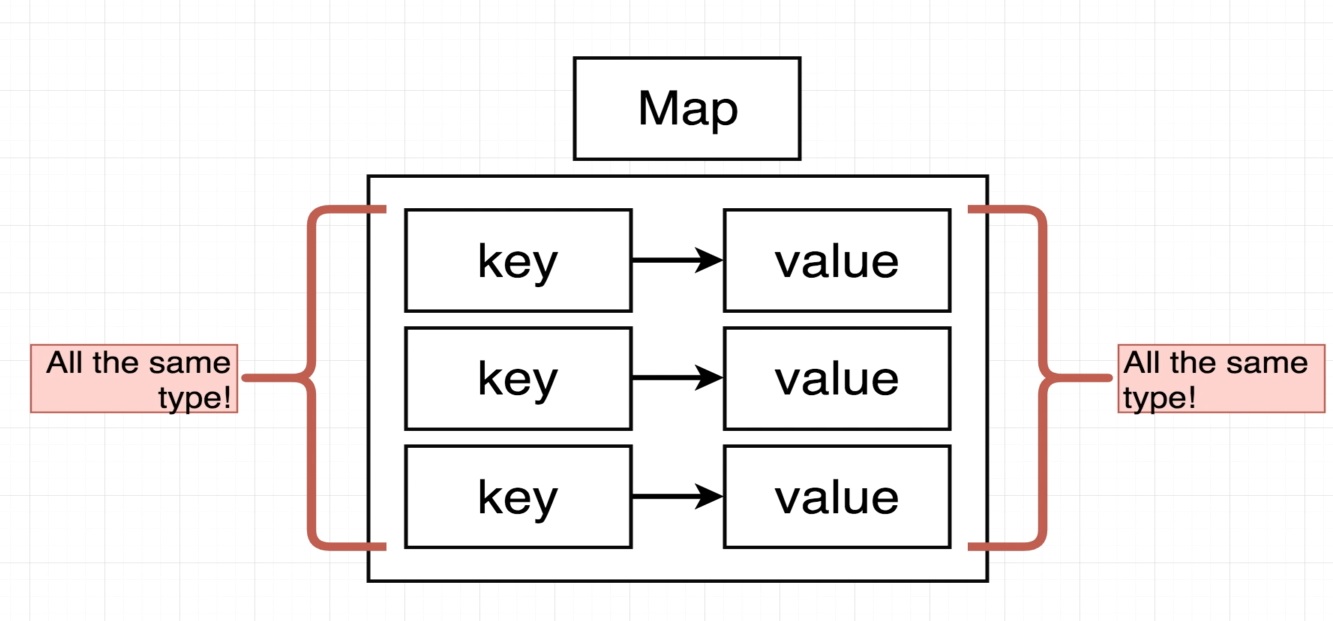 Map
key
value
key
value
key
value
All the same
type!
All the same
type!